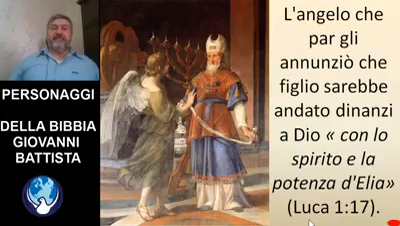 PERSONAGGI
DELLA BIBBIA
GIOVANNI
BATTISTA
L'angelo che
par gli
annunziò che
figlio sarebbe
andato dinanzi
a Dio « con lo
spirito e la
potenza d'Elia»
(Luca 1:17).